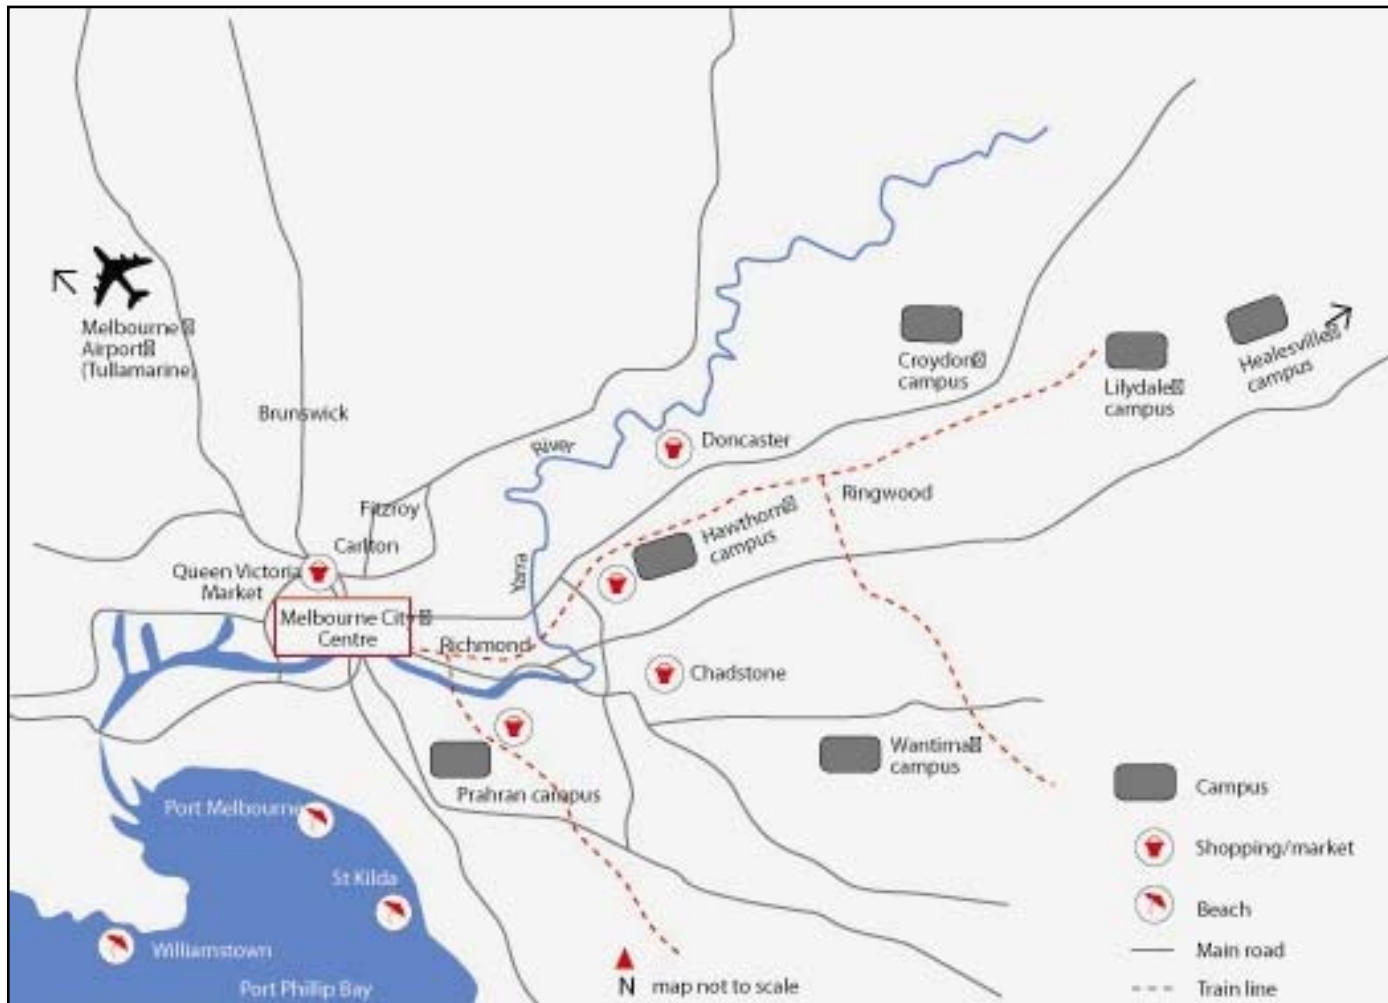 Melbourne
Airport
(Tullamarine)
Brunswick
River
Doncaster
Croydon
campus
Lilydale
campus
Healesville
campus
Fitzroy
Carlton
Ringwood
Hawthorn
campus
Queen Victoria
Market
Yarra
Melbourne City
Centre
Richmond
Chadstone
Wantirna
campus
Prahran campus
Port Melbourne
St Kilda
Williamstown
Port Phillip Bay
N map not to scale
Campus
Shopping/market
Beach
Main road
Train line